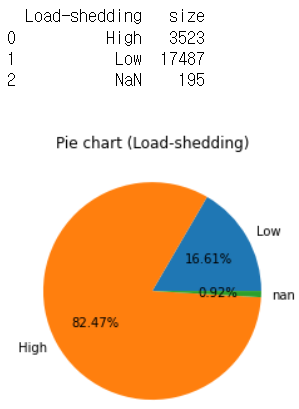 Load-shedding size
0 High 3523
1 Low 17487
2 NaN 195
Pie chart (Load-shedding)
Low
16.61%
0.92%
nan
82.47%
High